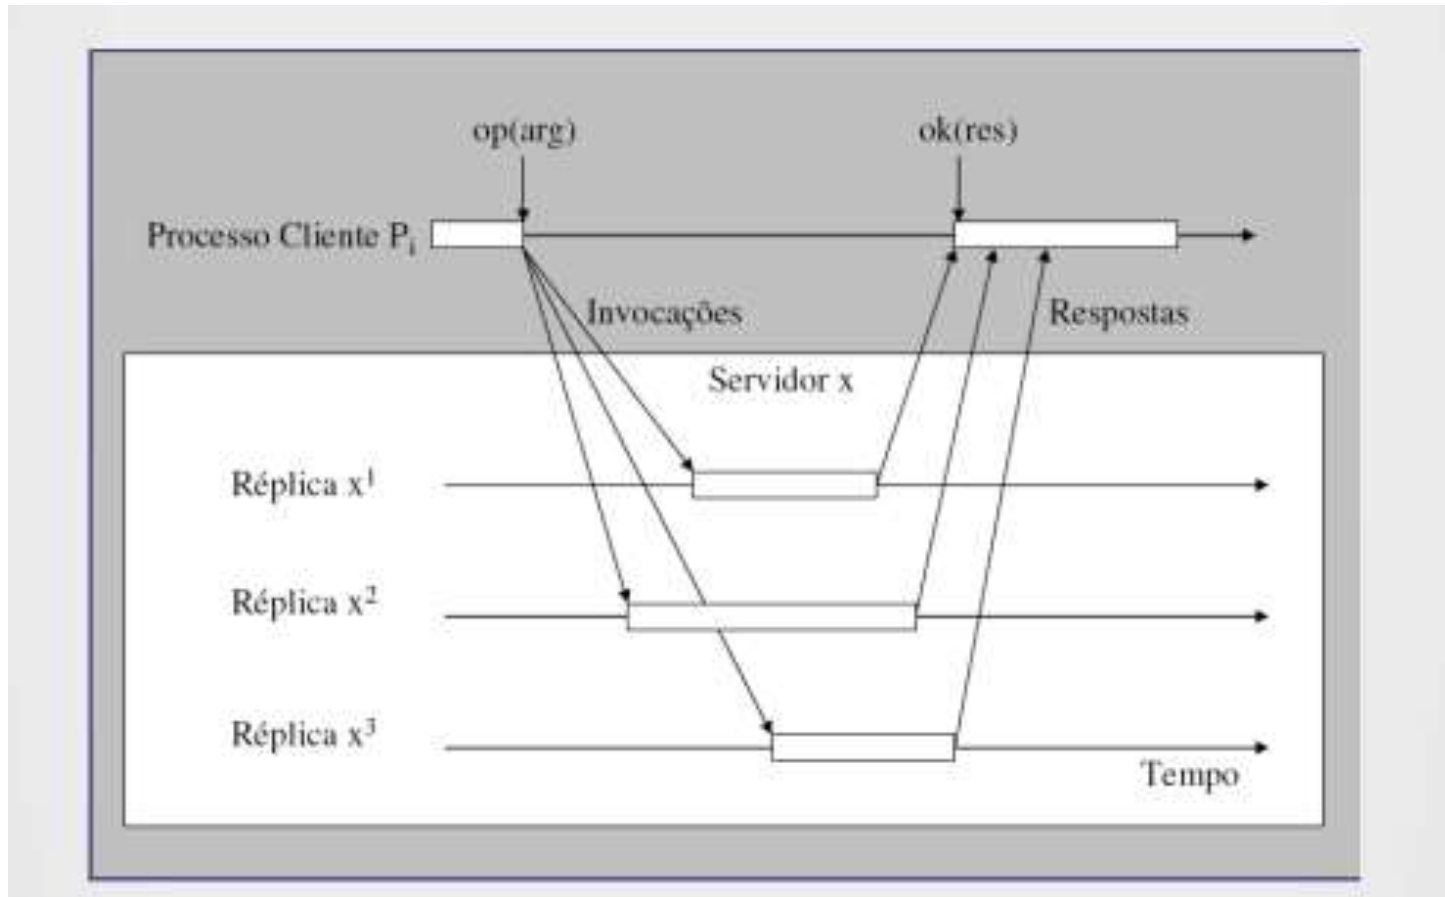 op(arg)
ok(res)
Processo Cliente Pi
Invocações
Respostas
Servidor x
Réplica x¹
Réplica x²
Réplica x³
Tempo